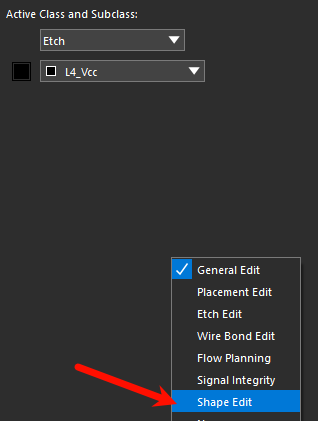 Active Class and Subclass:
Etch
L4_Vcc
General Edit
Placement Edit
Etch Edit
Wire Bond Edit
Flow Planning
Signal Integrity
Shape Edit